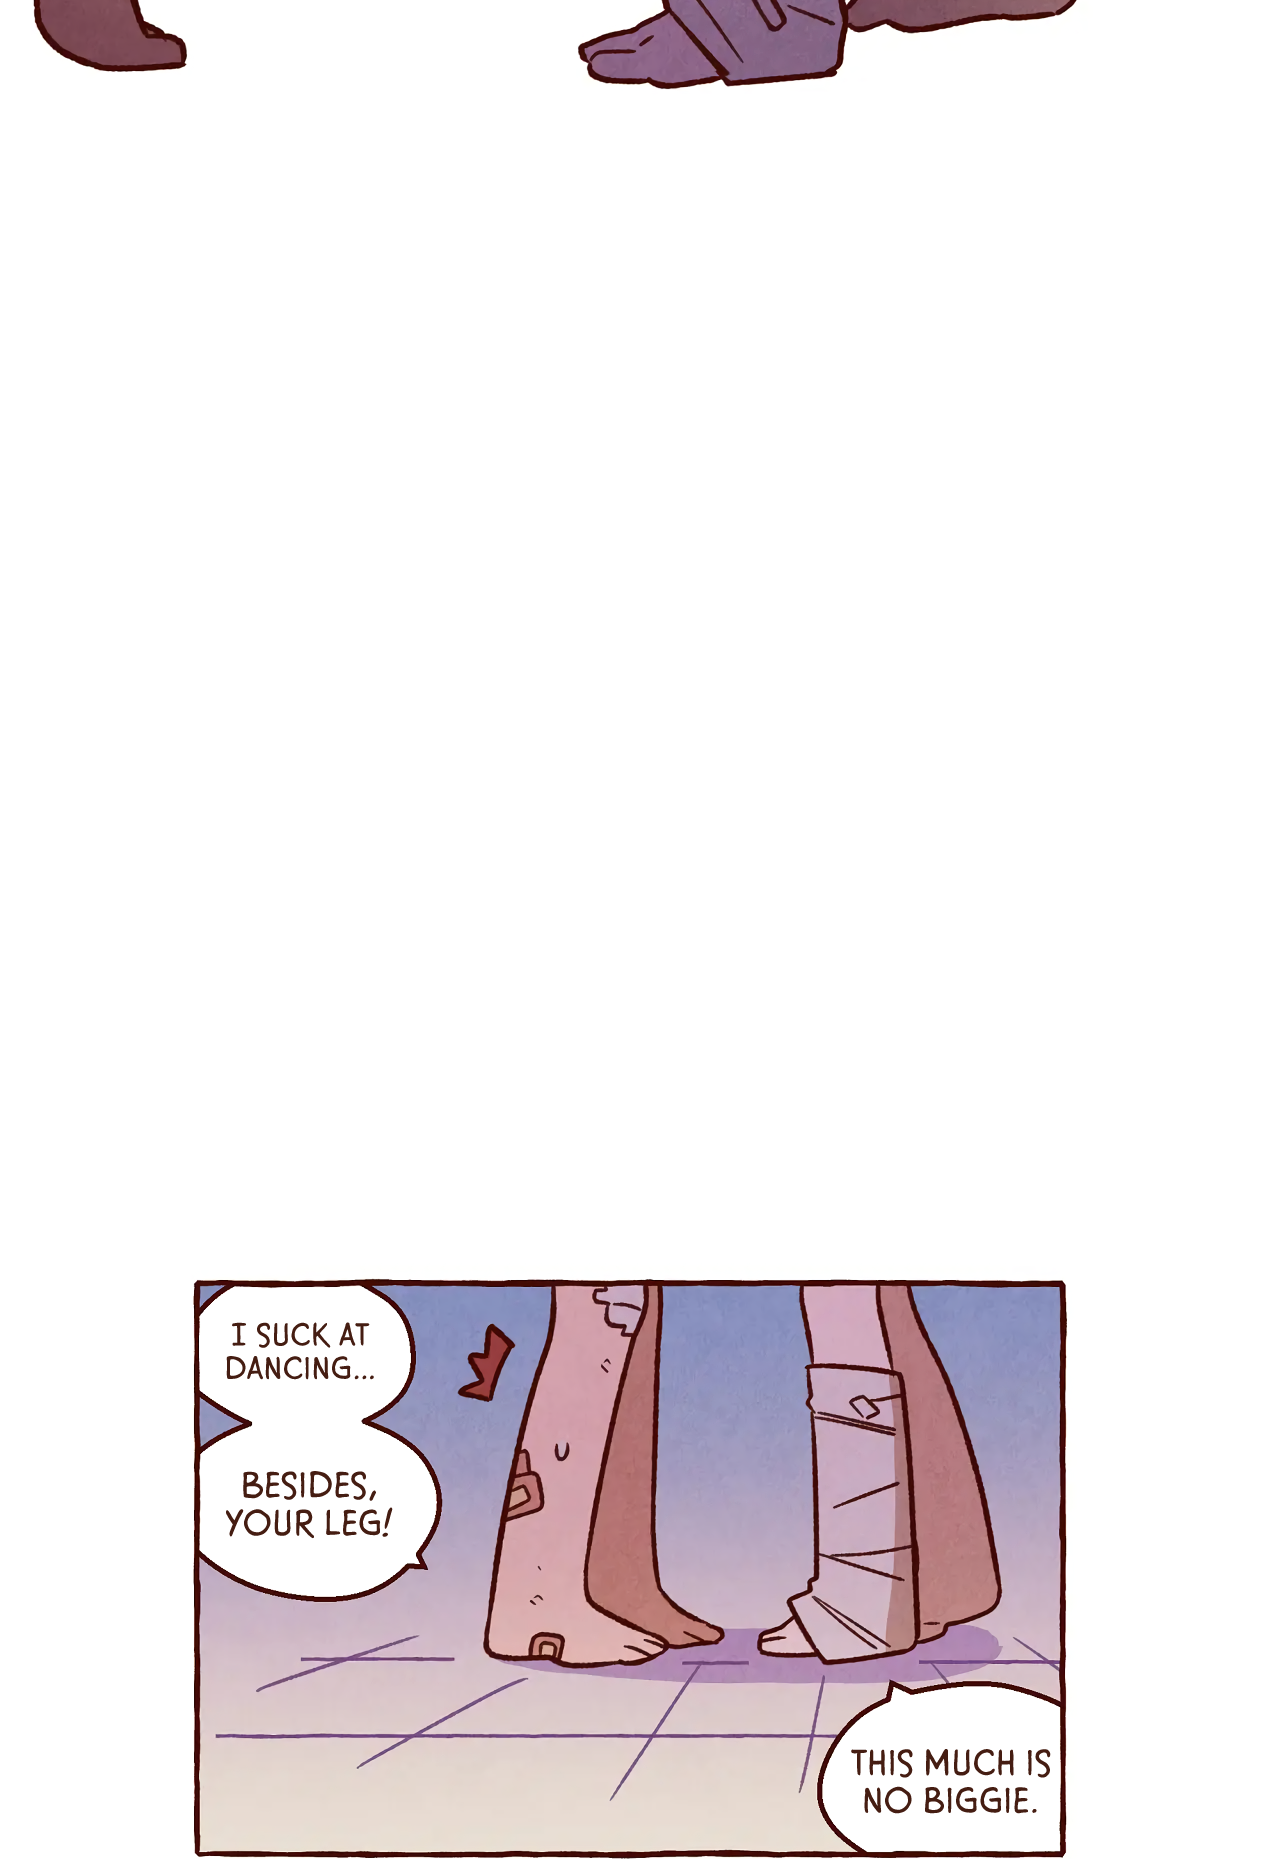 I SUCK AT
DANCING...
BESIDES,
YOUR LEG!
THIS MUCH IS
NO BIGGIE.